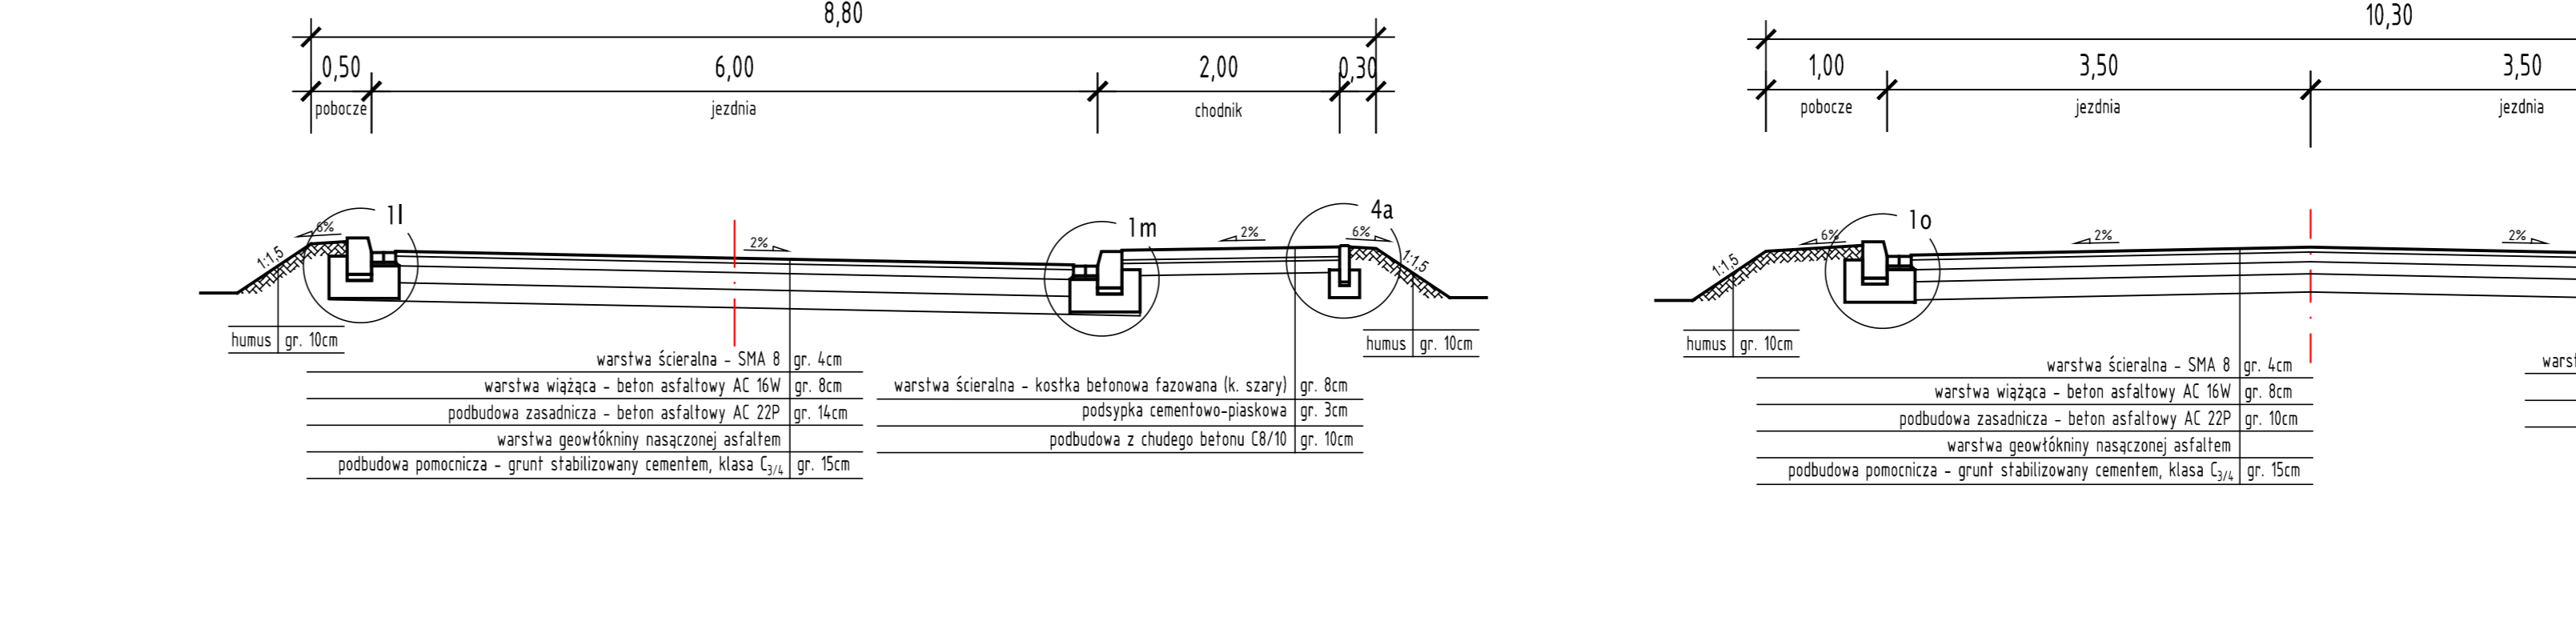 8,80
0,50
6,00
2,00
0,30
pobocze
jezdnia
chodnik
1l
1m
4a
6%
2%
2%
6%
1:1,5
1:1,5
humus gr. 10cm
humus gr. 10cm
warstwa ścieralna - SMA 8 gr. 4cm
warstwa wiążąca - beton asfaltowy AC 16W gr. 8cm
podbudowa zasadnicza - beton asfaltowy AC 22P gr. 14cm
warstwa geowłókniny nasączonej asfaltem
podbudowa pomocnicza - grunt stabilizowany cementem, klasa C3/4 gr. 15cm
warstwa ścieralna - kostka betonowa fazowana (k. szary) gr. 8cm
podsypka cementowo-piaskowa gr. 3cm
podbudowa z chudego betonu C8/10 gr. 10cm
10,30
1,00
3,50
3,50
pobocze
jezdnia
jezdnia
1o
6%
2%
2%
1:1,5
humus gr. 10cm
warstwa ścieralna - SMA 8 gr. 4cm
warstwa wiążąca - beton asfaltowy AC 16W gr. 8cm
podbudowa zasadnicza - beton asfaltowy AC 22P gr. 10cm
warstwa geowłókniny nasączonej asfaltem
podbudowa pomocnicza - grunt stabilizowany cementem, klasa C3/4 gr. 15cm